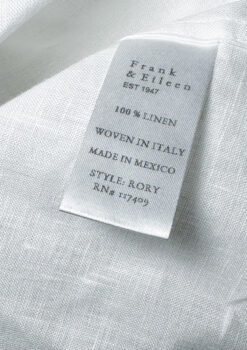 Frank
& Eileen
EST 1947
100% LINEN
WOVEN IN ITALY
MADE IN MEXICO
STYLE: RORY
RN# 117409